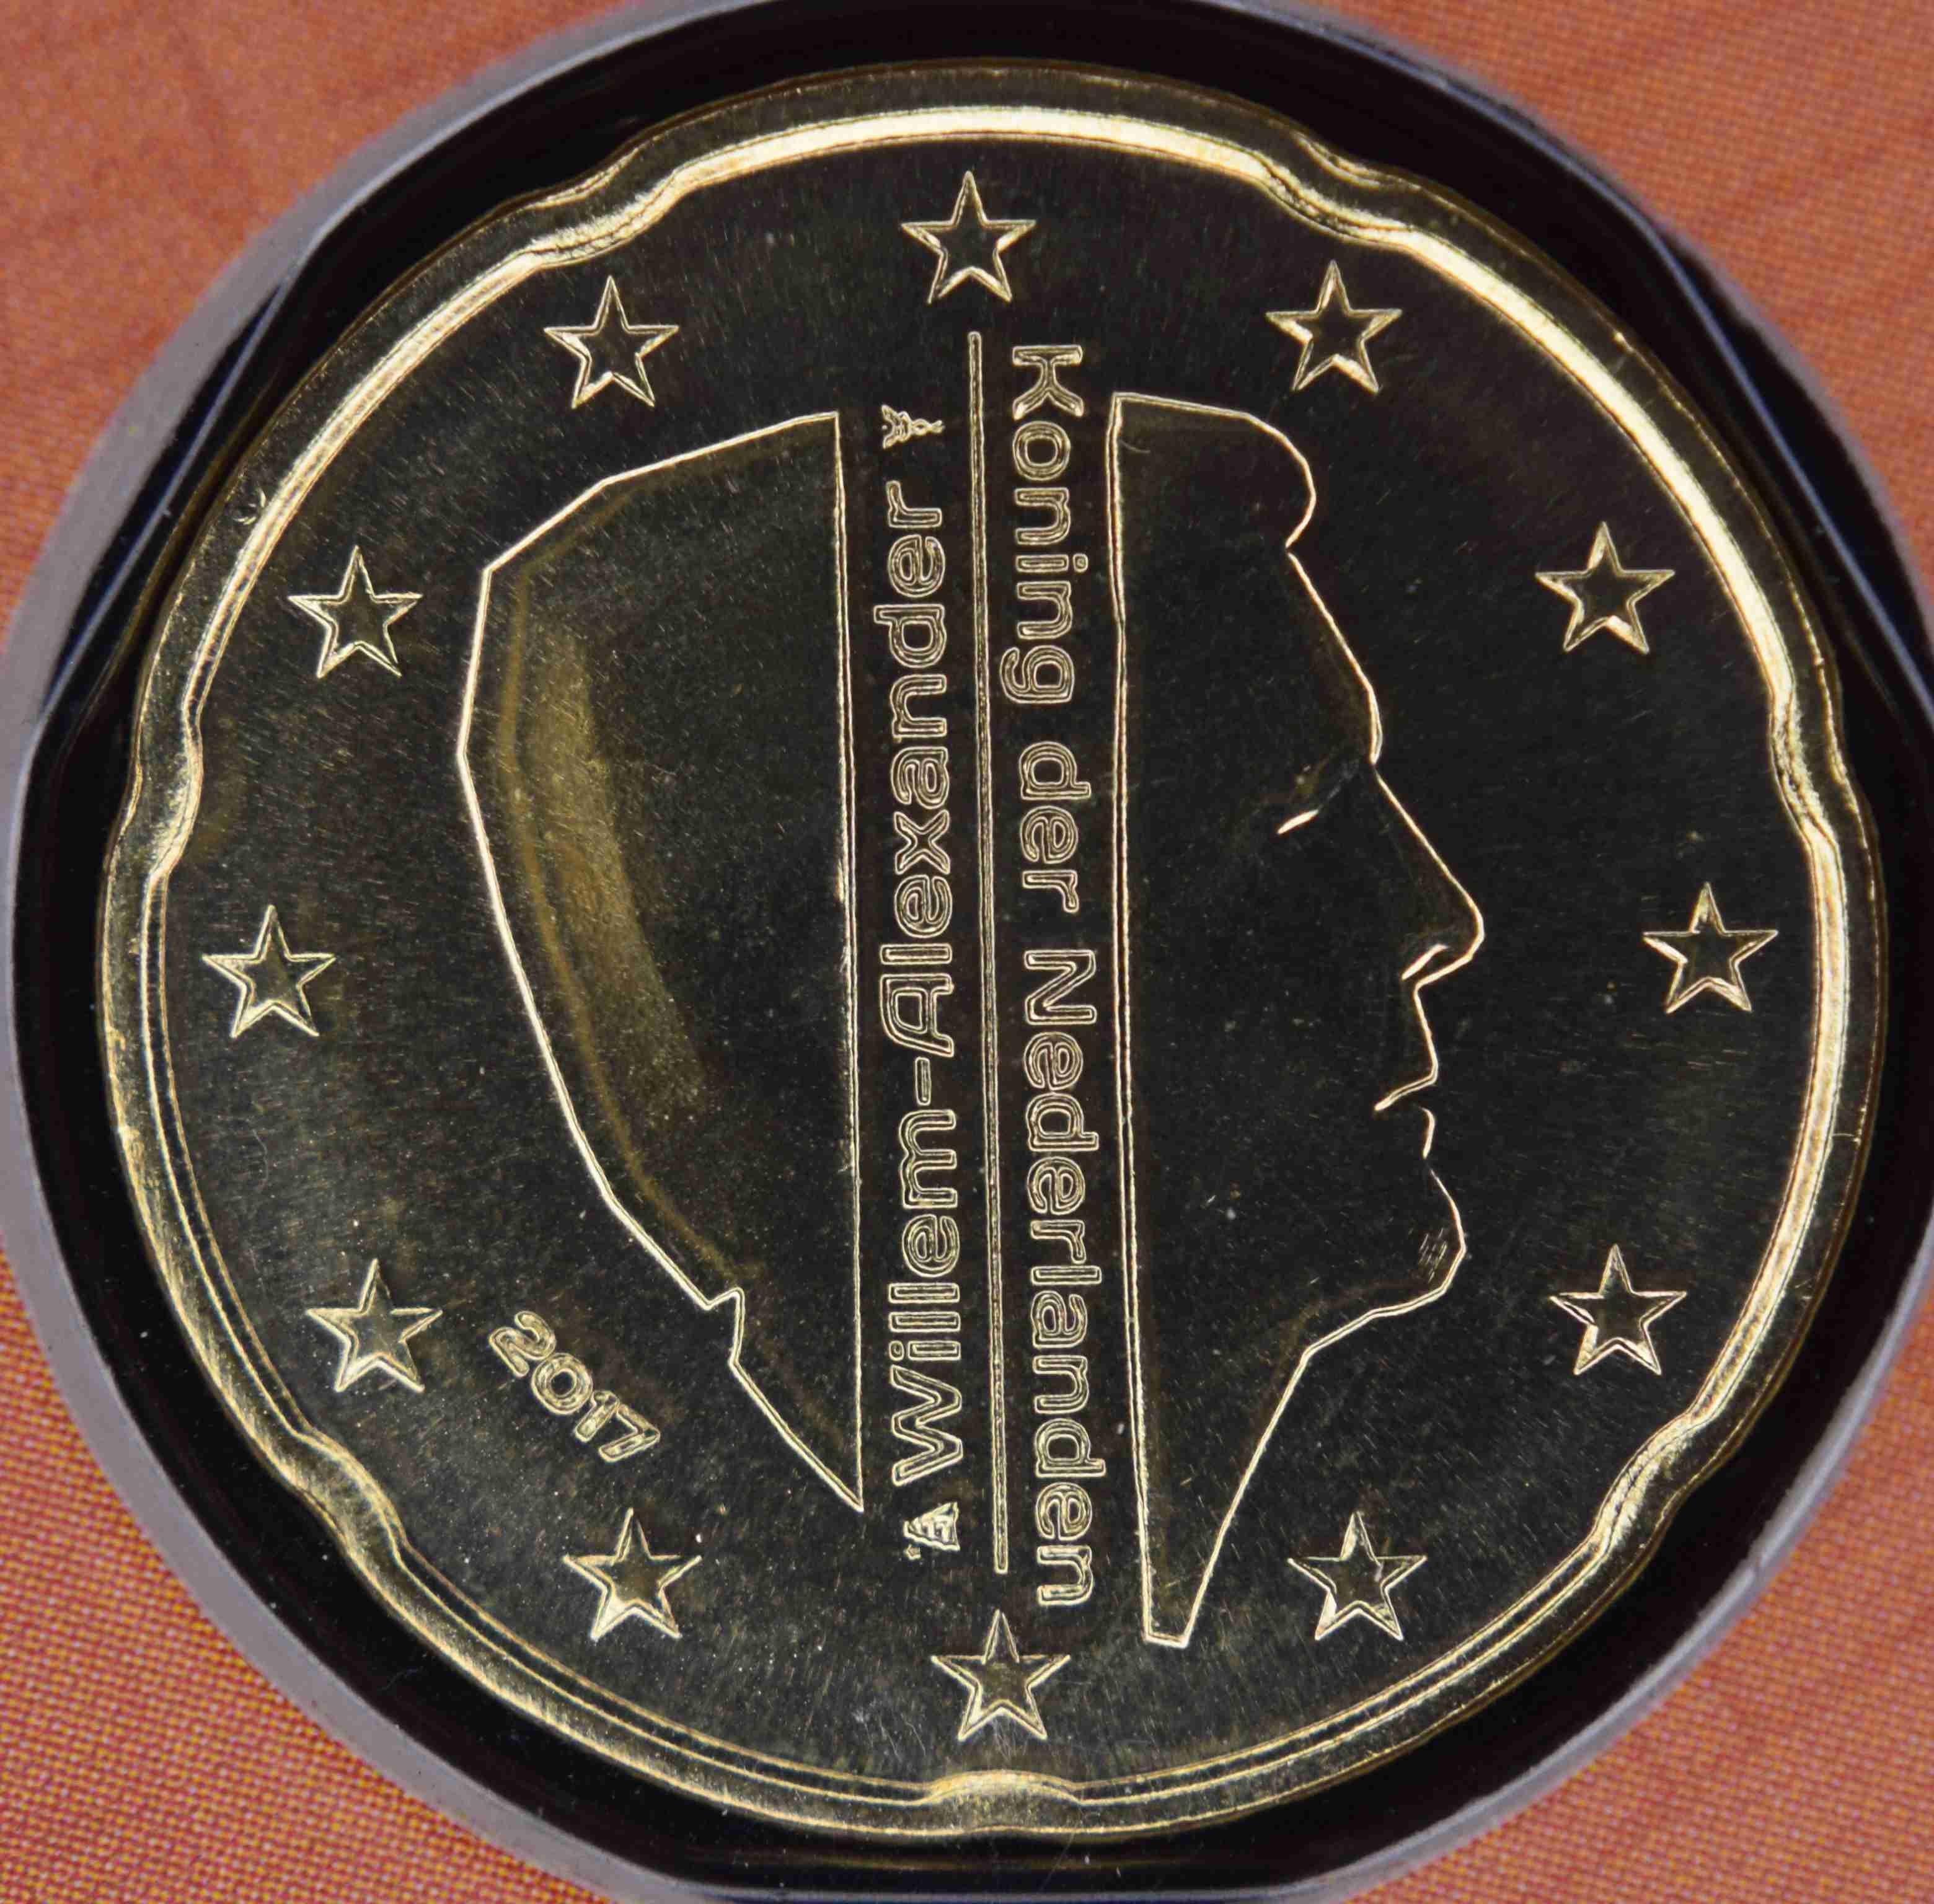 Willem-Alexander
Koning der Nederlanden
2017